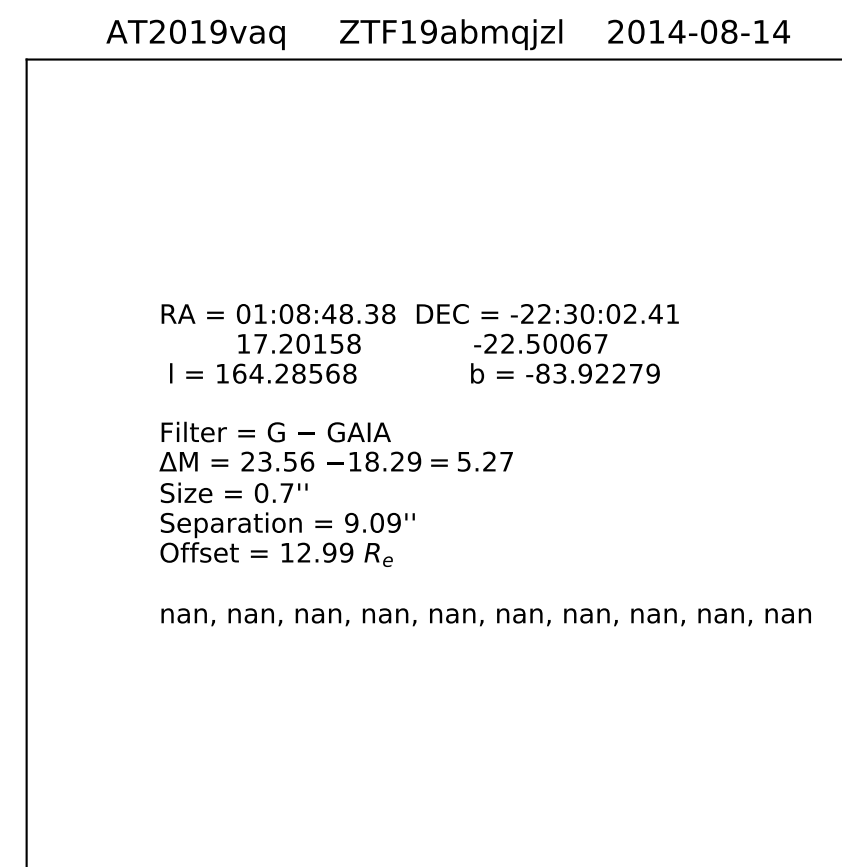 AT2019vaq ZTF19abmqjzl 2014-08-14
RA = 01:08:48.38 DEC = -22:30:02.41
17.20158 -22.50067
l = 164.28568 b = -83.92279
Filter = G − GAIA
ΔM = 23.56 −18.29 = 5.27
Size = 0.7''
Separation = 9.09''
Offset = 12.99 Re
nan, nan, nan, nan, nan, nan, nan, nan, nan, nan